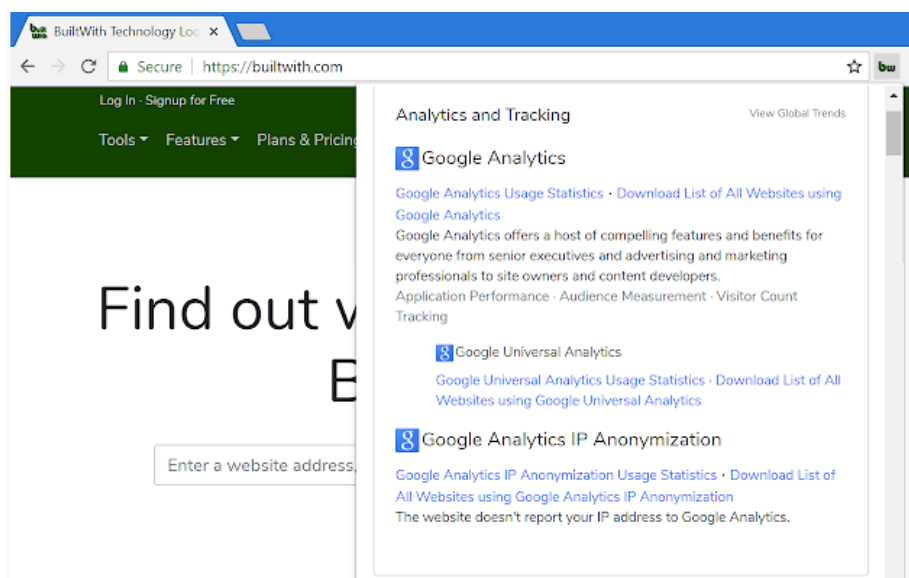 built with BuiltWith Technology Loo
Secure https://builtwith.com bw
Log In · Signup for Free
Tools Features Plans & Pricing
Find out w
B
Enter a website address,
Analytics and Tracking View Global Trends
Google Analytics
Google Analytics Usage Statistics · Download List of All Websites using
Google Analytics
Google Analytics offers a host of compelling features and benefits for
everyone from senior executives and advertising and marketing
professionals to site owners and content developers.
Application Performance · Audience Measurement · Visitor Count
Tracking
Google Universal Analytics
Google Universal Analytics Usage Statistics · Download List of All
Websites using Google Universal Analytics
Google Analytics IP Anonymization
Google Analytics IP Anonymization Usage Statistics · Download List of
All Websites using Google Analytics IP Anonymization
The website doesn't report your IP address to Google Analytics.